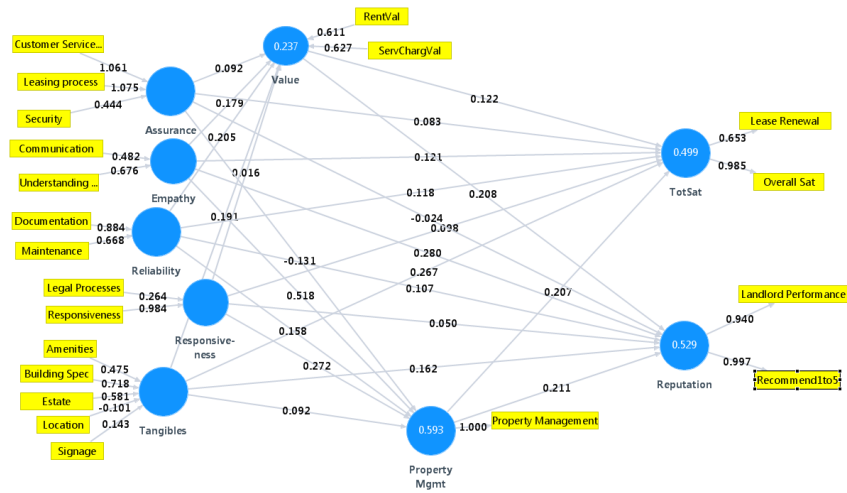 RentVal
0.611
0.237
0.627
ServChargVal
Value
Customer Service...
1.061
Leasing process
1.075
0.444
Security
Assurance
0.092
0.179
0.205
0.122
0.083
Lease Renewal
0.653
0.499
0.985
Overall Sat
TotSat
Communication
0.482
0.676
Understanding ...
Empathy
0.016
0.121
0.118
0.208
Documentation
0.884
0.668
Maintenance
Reliability
0.191
-0.024
0.098
0.280
-0.131
0.267
0.107
Legal Processes
0.264
0.984
Responsiveness
Responsive-
ness
0.518
0.207
0.158
0.050
Landlord Performance
0.940
0.529
0.997
Recommend1to5
Reputation
Amenities
0.475
Building Spec
0.718
0.581
Estate
-0.101
Location
0.143
Signage
Tangibles
0.272
0.162
0.092
0.211
0.593
1.000
Property Management
Property
Mgmt